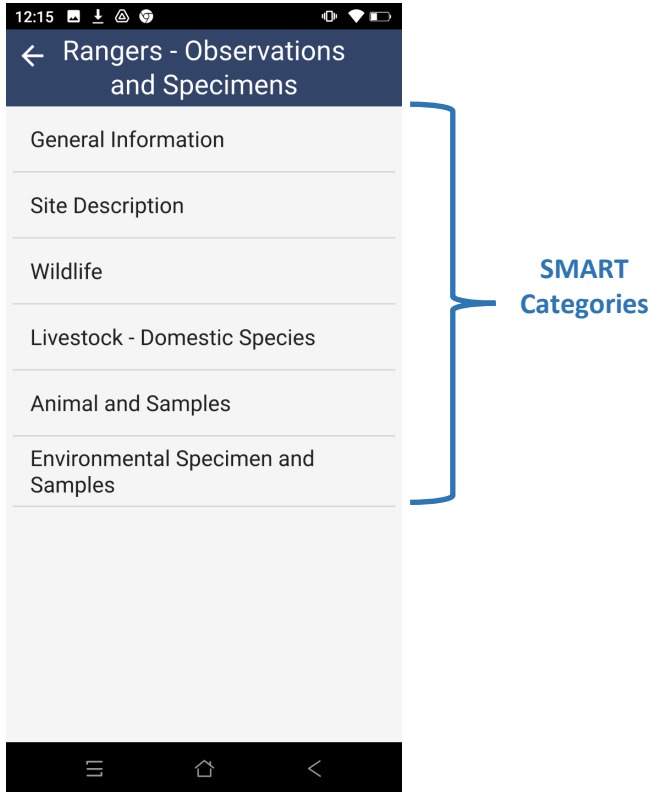 12:15
Rangers - Observations
and Specimens
General Information
Site Description
Wildlife
Livestock - Domestic Species
Animal and Samples
Environmental Specimen and
Samples
SMART
Categories